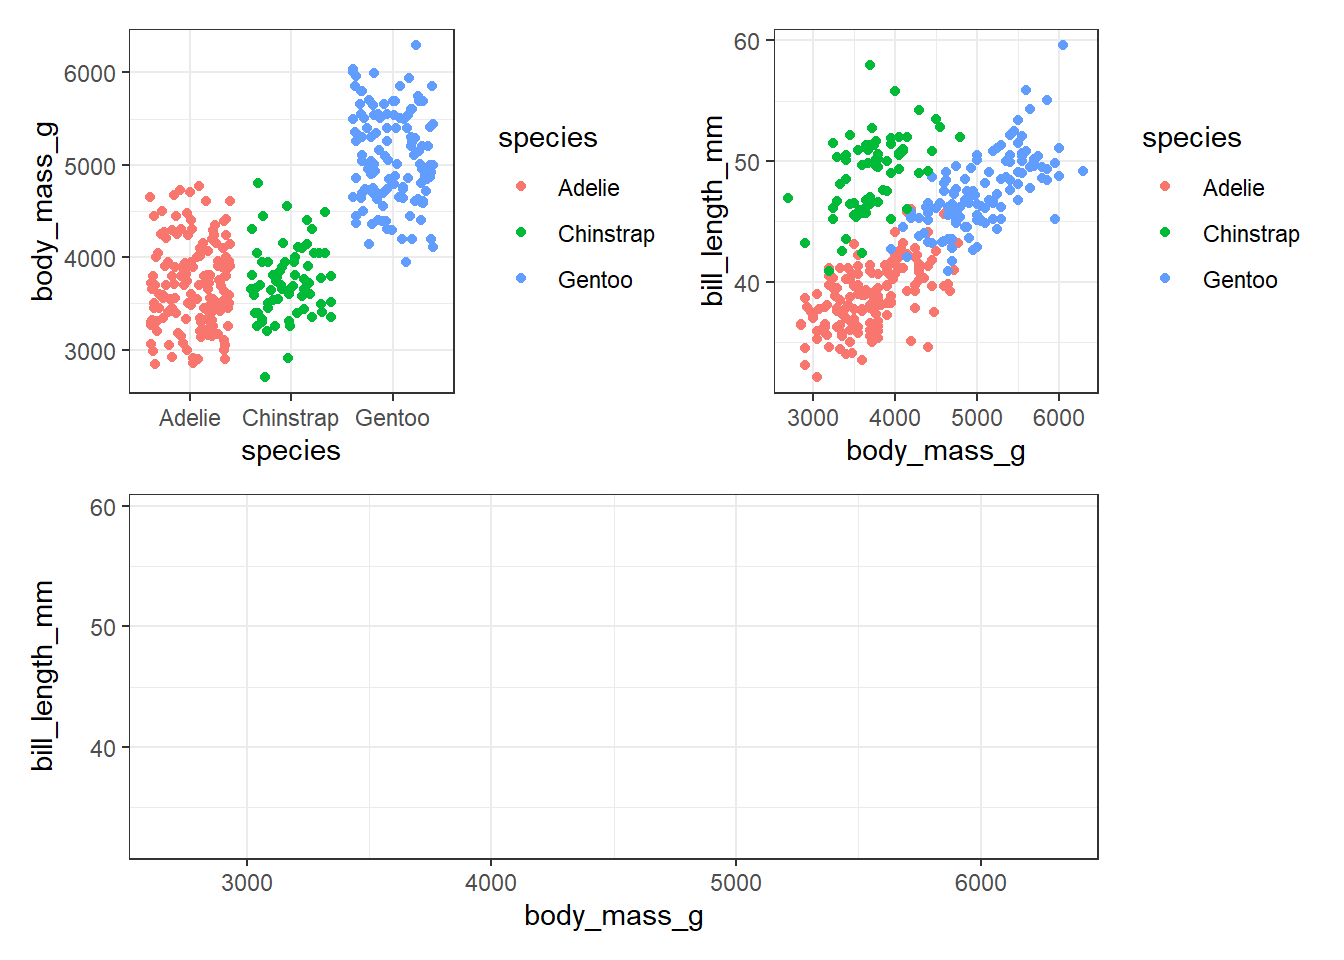 6000
5000
4000
3000
body_mass_g
Adelie Chinstrap Gentoo
species
species
Adelie
Chinstrap
Gentoo
60
50
40
bill_length_mm
3000 4000 5000 6000
body_mass_g
species
Adelie
Chinstrap
Gentoo
60
50
40
bill_length_mm
3000 4000 5000 6000
body_mass_g